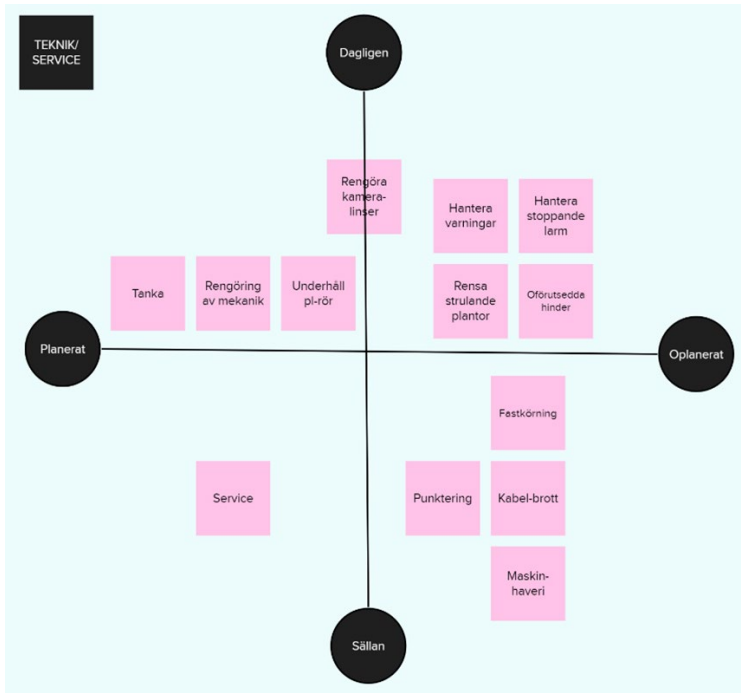 TEKNIK/
SERVICE
Dagligen
Rengöra
kamera-
linser
Hantera
varningar
Hantera
stoppande
larm
Tanka
Rengöring
av mekanik
Underhåll
pl-rör
Rensa
strulande
plantor
Oförutsedda
hinder
Planerat
Oplanerat
Fastkörning
Service
Punktering
Kabel-brott
Maskin-
haveri
Sällan